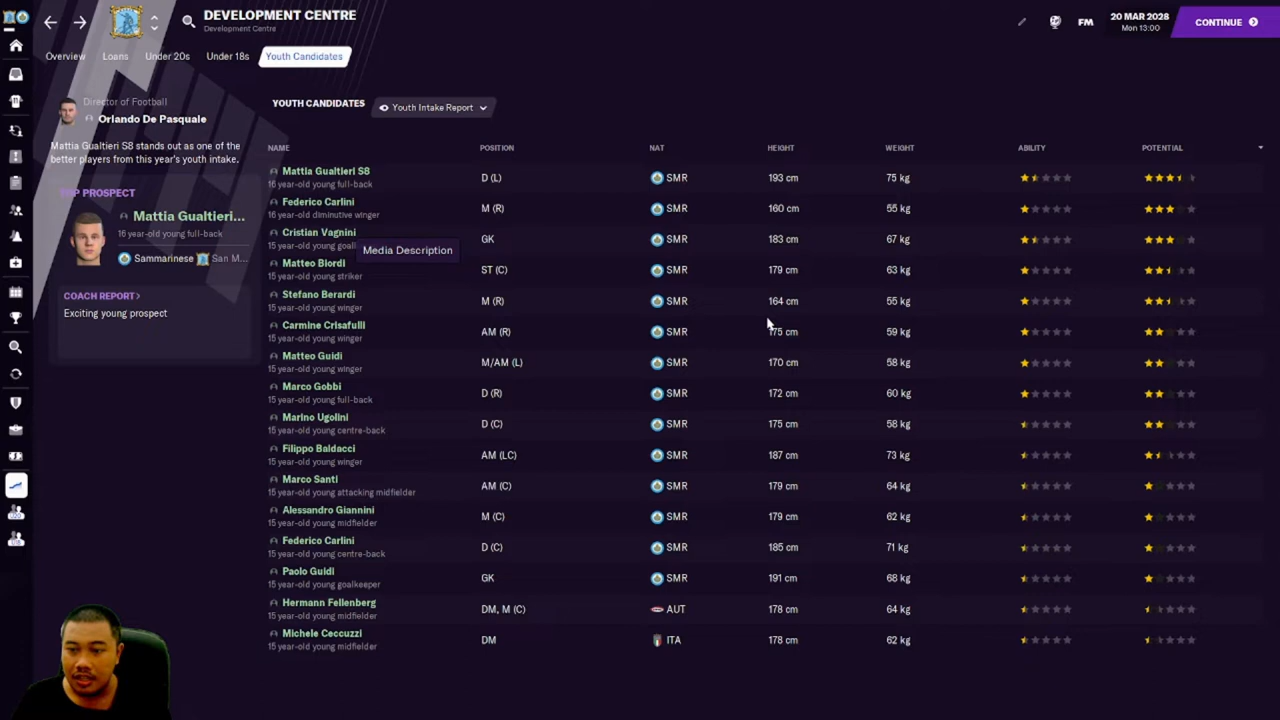 DEVELOPMENT CENTRE
Development Centre
FM
20 MAR 2028
Mon 13:00
CONTINUE
Overview
Loans
Under 20s
Under 18s
Youth Candidates
Director of Football
Orlando De Pasquale
Mattia Gualtieri S8 stands out as one of the
better players from this year's youth intake.
TOP PROSPECT
Mattia Gualtieri...
16 year-old young full-back
Sammarinese
San M...
COACH REPORT>
Exciting young prospect
YOUTH CANDIDATES
Youth Intake Report
NAME POSITION NAT HEIGHT WEIGHT ABILITY POTENTIAL
Mattia Gualtieri S8
16 year-old young full-back
D (L) SMR 193 cm 75 kg
Federico Carlini
16 year-old diminutive winger
M (R) SMR 160 cm 55 kg
Cristian Vagnini
15 year-old young goal
GK SMR 183 cm 67 kg
Media Description
Matteo Biordi
15 year-old young striker
ST (C) SMR 179 cm 63 kg
Stefano Berardi
15 year-old young winger
M (R) SMR 164 cm 55 kg
Carmine Crisafulli
15 year-old young winger
AM (R) SMR 175 cm 59 kg
Matteo Guidi
15 year-old young winger
M/AM (L) SMR 170 cm 58 kg
Marco Gobbi
15 year-old young full-back
D (R) SMR 172 cm 60 kg
Marino Ugolini
15 year-old young centre-back
D (C) SMR 175 cm 58 kg
Filippo Baldacci
15 year-old young winger
AM (LC) SMR 187 cm 73 kg
Marco Santi
15 year-old young attacking midfielder
AM (C) SMR 179 cm 64 kg
Alessandro Giannini
15 year-old young midfielder
M (C) SMR 179 cm 62 kg
Federico Carlini
15 year-old young centre-back
D (C) SMR 185 cm 71 kg
Paolo Guidi
15 year-old young goalkeeper
GK SMR 191 cm 68 kg
Hermann Fellenberg
15 year-old young midfielder
DM, M (C) AUT 178 cm 64 kg
Michele Ceccuzzi
15 year-old young midfielder
DM ITA 178 cm 62 kg